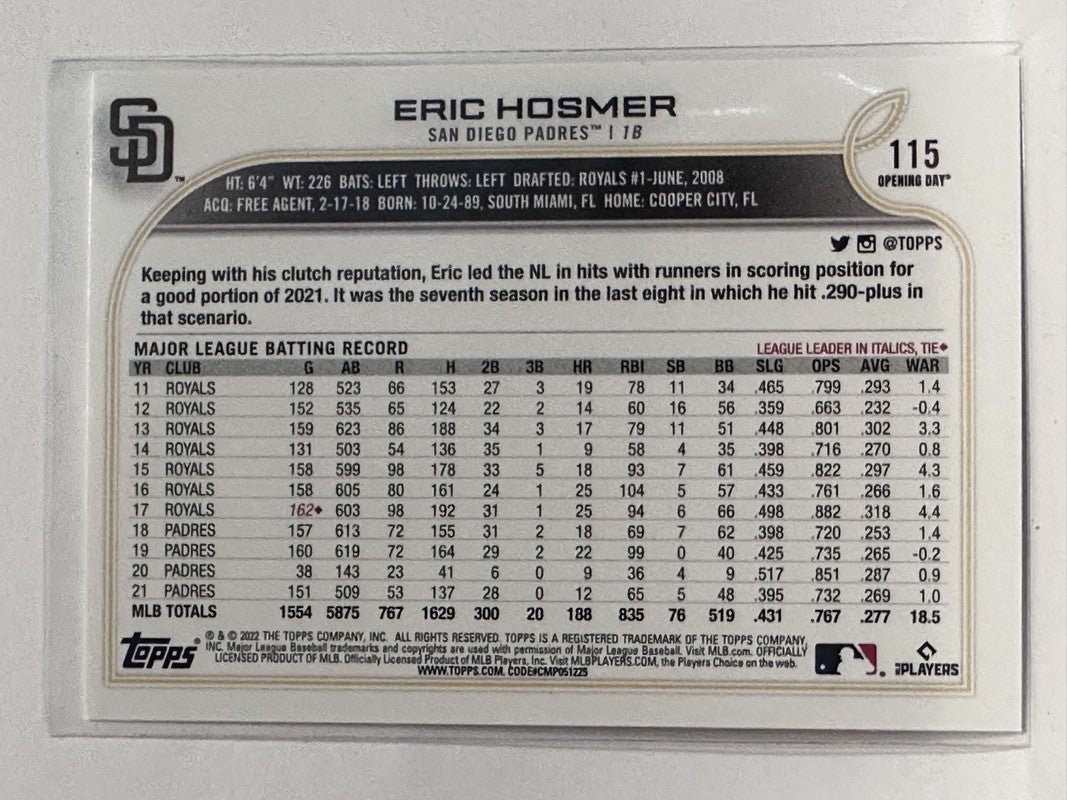 SD™
ERIC HOSMER
SAN DIEGO PADRES™ | 1B
115
OPENING DAY®
HT: 6'4" WT: 226 BATS: LEFT THROWS: LEFT DRAFTED: ROYALS #1-JUNE, 2008
ACQ: FREE AGENT, 2-17-18 BORN: 10-24-89, SOUTH MIAMI, FL HOME: COOPER CITY, FL
@TOPPS
Keeping with his clutch reputation, Eric led the NL in hits with runners in scoring position for
a good portion of 2021. It was the seventh season in the last eight in which he hit .290-plus in
that scenario.
MAJOR LEAGUE BATTING RECORD LEAGUE LEADER IN ITALICS, TIE◆
YR CLUB G AB R H 2B 3B HR RBI SB BB SLG OPS AVG WAR
11 ROYALS 128 523 66 153 27 3 19 78 11 34 .465 .799 .293 1.4
12 ROYALS 152 535 65 124 22 2 14 60 16 56 .359 .663 .232 -0.4
13 ROYALS 159 623 86 188 34 3 17 79 11 51 .448 .801 .302 3.3
14 ROYALS 131 503 54 136 35 1 9 58 4 35 .398 .716 .270 0.8
15 ROYALS 158 599 98 178 33 5 18 93 7 61 .459 .822 .297 4.3
16 ROYALS 158 605 80 161 24 1 25 104 5 57 .433 .761 .266 1.6
17 ROYALS 162◆ 603 98 192 31 1 25 94 6 66 .498 .882 .318 4.4
18 PADRES 157 613 72 155 31 2 18 69 7 62 .398 .720 .253 1.4
19 PADRES 160 619 72 164 29 2 22 99 0 40 .425 .735 .265 -0.2
20 PADRES 38 143 23 41 6 0 9 36 4 9 .517 .851 .287 0.9
21 PADRES 151 509 53 137 28 0 12 65 5 48 .395 .732 .269 1.0
MLB TOTALS 1554 5875 767 1629 300 20 188 835 76 519 .431 .767 .277 18.5
Topps®
® & © 2022 THE TOPPS COMPANY, INC. ALL RIGHTS RESERVED. TOPPS IS A REGISTERED TRADEMARK OF THE TOPPS COMPANY,
INC. Major League Baseball trademarks and copyrights are used with permission of Major League Baseball. Visit MLB.com. OFFICIALLY
LICENSED PRODUCT OF MLB. Officially Licensed Product of MLB Players, Inc. Visit MLBPLAYERS.COM, the Players Choice on the web.
WWW.TOPPS.COM. CODE#CMP051225
MLB PLAYERS